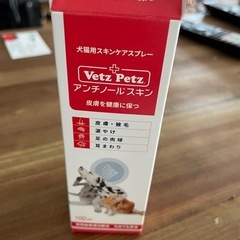 犬猫用スキンケアスプレー
Vetz Petz
アンチノール スキン
皮膚を健康に保つ
皮膚・被毛
涙やけ
足の肉球
耳まわり
100ml